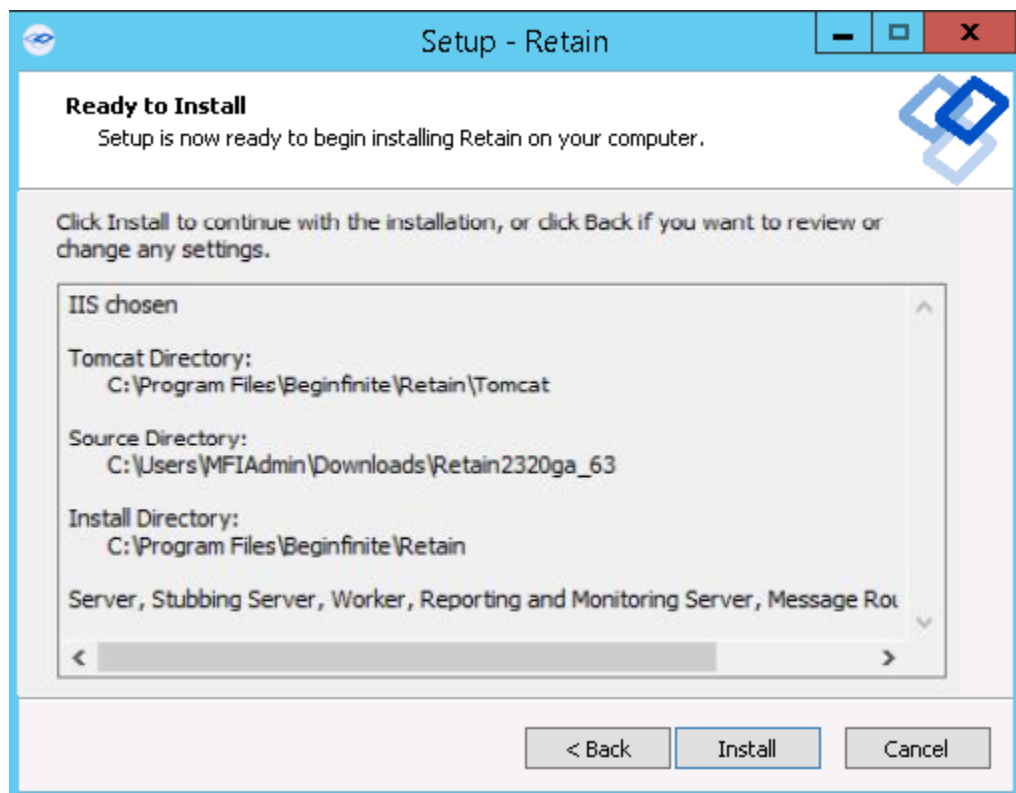 Setup - Retain
Ready to Install
Setup is now ready to begin installing Retain on your computer.
Click Install to continue with the installation, or click Back if you want to review or
change any settings.
IIS chosen
Tomcat Directory:
C:\Program Files\Beginfinite\Retain\Tomcat
Source Directory:
C:\Users\MFIAdmin\Downloads\Retain2320ga_63
Install Directory:
C:\Program Files\Beginfinite\Retain
Server, Stubbing Server, Worker, Reporting and Monitoring Server, Message
< Back
Install
Cancel